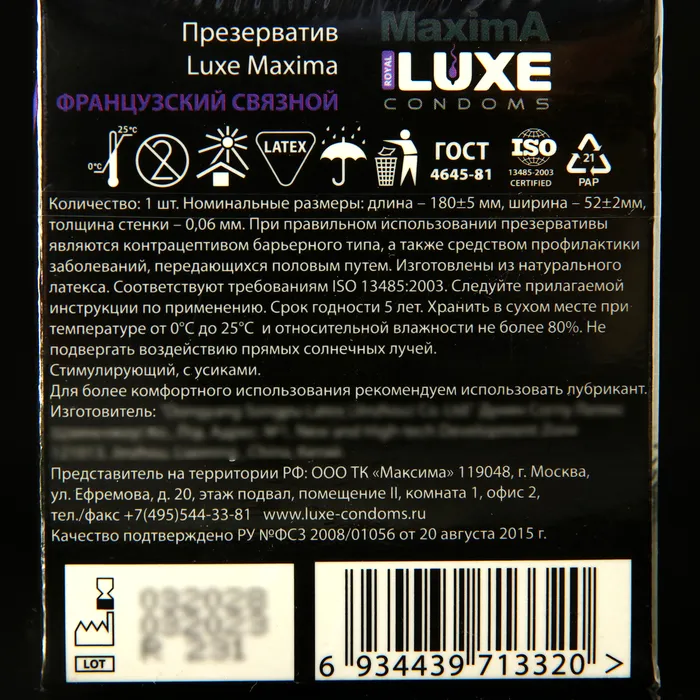 Презерватив
Luxe Maxima
ФРАНЦУЗСКИЙ СВЯЗНОЙ
MaximA
ROYAL
LUXE
CONDOMS
25°C
0°C
2
LATEX
ГОСТ
4645-81
ISO
13485-2003
CERTIFIED
21
PAP
Количество: 1 шт. Номинальные размеры: длина – 180±5 мм, ширина – 52±2мм,
толщина стенки – 0,06 мм. При правильном использований презервативы
являются контрацептивом барьерного типа, а также средством профилактики
заболеваний, передающихся половым путем. Изготовлены из натурального
латекса. Соответствуют требованиям ISO 13485:2003. Следуйте прилагаемой
инструкции по применению. Срок годности 5 лет. Хранить в сухом месте при
температуре от 0°C до 25°C и относительной влажности не более 80%. Не
подвергать воздействию прямых солнечных лучей.
Стимулирующий, с усиками.
Для более комфортного использования рекомендуем использовать лубрикант.
Изготовитель:
Представитель на территории РФ: ООО ТК «Максима» 119048, г. Москва,
ул. Ефремова, д. 20, этаж подвал, помещение II, комната 1, офис 2,
тел./факс +7(495)544-33-81 www.luxe-condoms.ru
Качество подтверждено РУ №ФСЗ 2008/01056 от 20 августа 2015 г.
LOT
6 934439 713320 >